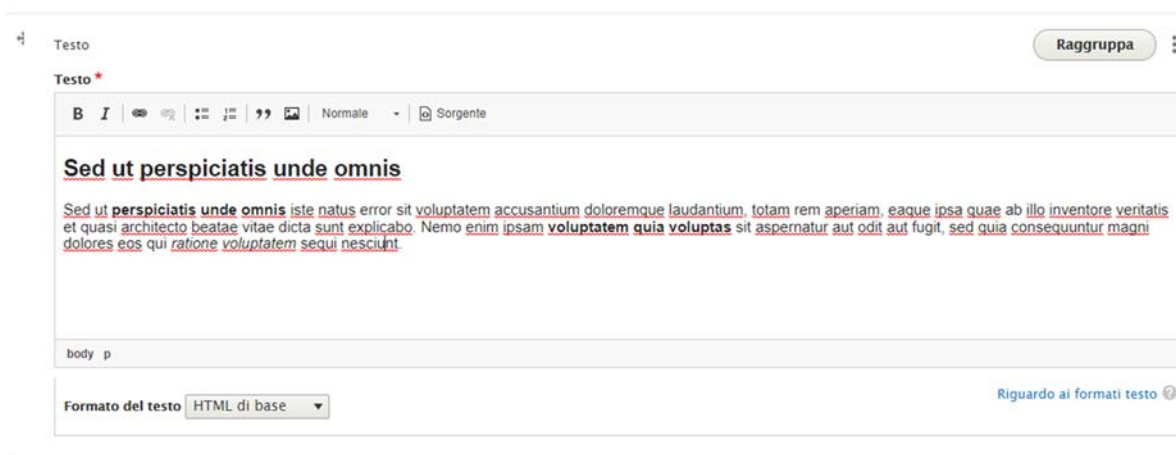 Testo
Raggruppa
Testo *
B I Normale Sorgente
Sed ut perspiciatis unde omnis
Sed ut perspiciatis unde omnis iste natus error sit voluptatem accusantium doloremque laudantium, totam rem aperiam, eaque ipsa quae ab illo inventore veritatis
et quasi architecto beatae vitae dicta sunt explicabo. Nemo enim ipsam voluptatem quia voluptas sit aspernatur aut odit aut fugit, sed quia consequuntur magni
dolores eos qui ratione voluptatem sequi nesciunt.
body p
Riguardo ai formati testo
Formato del testo HTML di base